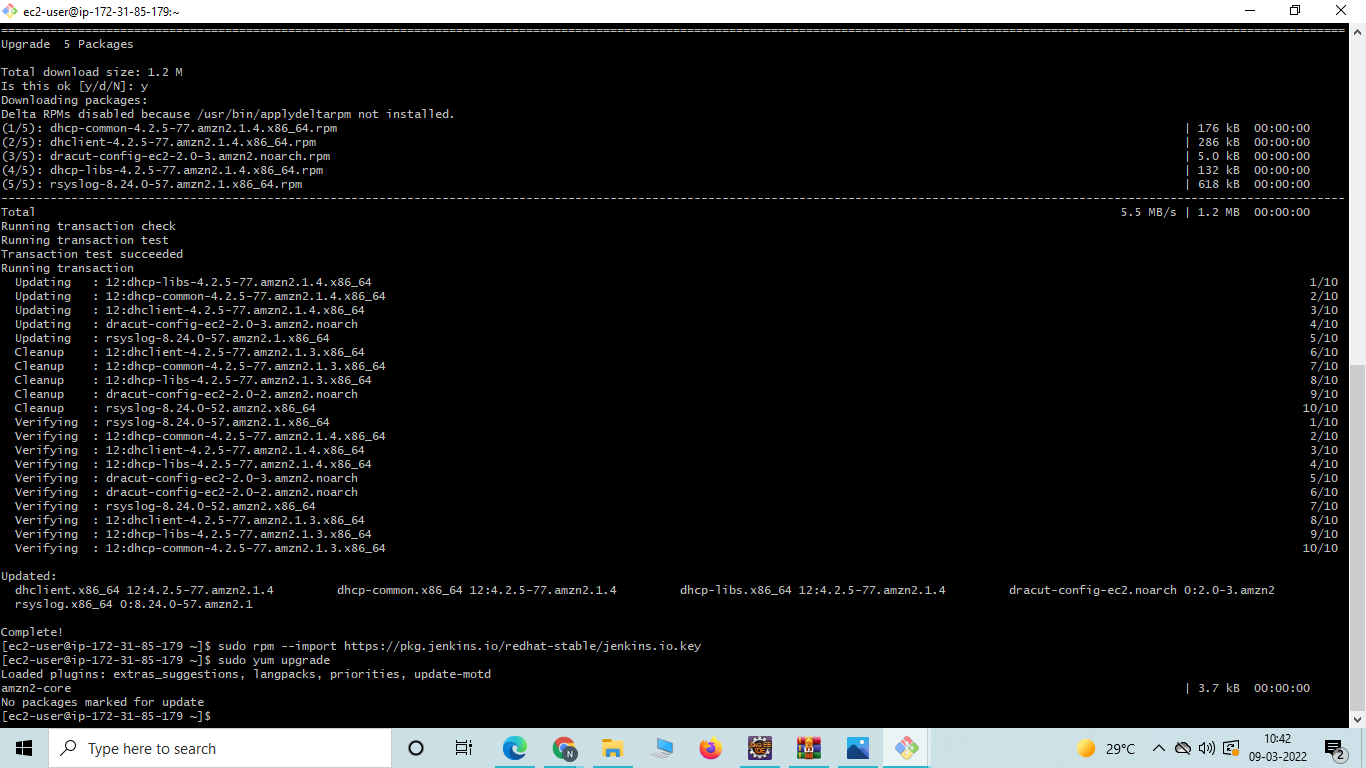 ec2-user@ip-172-31-85-179:~
================================================================================
Upgrade  5 Packages
Total download size: 1.2 M
Is this ok [y/d/N]: y
Downloading packages:
Delta RPMs disabled because /usr/bin/applydeltarpm not installed.
(1/5): dhcp-common-4.2.5-77.amzn2.1.4.x86_64.rpm | 176 kB  00:00:00
(2/5): dhclient-4.2.5-77.amzn2.1.4.x86_64.rpm | 286 kB  00:00:00
(3/5): dracut-config-ec2-2.0-3.amzn2.noarch.rpm | 5.0 kB  00:00:00
(4/5): dhcp-libs-4.2.5-77.amzn2.1.4.x86_64.rpm | 132 kB  00:00:00
(5/5): rsyslog-8.24.0-57.amzn2.1.x86_64.rpm | 618 kB  00:00:00
--------------------------------------------------------------------------------
Total 5.5 MB/s | 1.2 MB  00:00:00
Running transaction check
Running transaction test
Transaction test succeeded
Running transaction
Updating   : 12:dhcp-libs-4.2.5-77.amzn2.1.4.x86_64 1/10
Updating   : 12:dhcp-common-4.2.5-77.amzn2.1.4.x86_64 2/10
Updating   : 12:dhclient-4.2.5-77.amzn2.1.4.x86_64 3/10
Updating   : dracut-config-ec2-2.0-3.amzn2.noarch 4/10
Updating   : rsyslog-8.24.0-57.amzn2.1.x86_64 5/10
Cleanup    : 12:dhclient-4.2.5-77.amzn2.1.3.x86_64 6/10
Cleanup    : 12:dhcp-common-4.2.5-77.amzn2.1.3.x86_64 7/10
Cleanup    : 12:dhcp-libs-4.2.5-77.amzn2.1.3.x86_64 8/10
Cleanup    : dracut-config-ec2-2.0-2.amzn2.noarch 9/10
Cleanup    : rsyslog-8.24.0-52.amzn2.x86_64 10/10
Verifying  : rsyslog-8.24.0-57.amzn2.1.x86_64 1/10
Verifying  : 12:dhcp-common-4.2.5-77.amzn2.1.4.x86_64 2/10
Verifying  : 12:dhclient-4.2.5-77.amzn2.1.4.x86_64 3/10
Verifying  : 12:dhcp-libs-4.2.5-77.amzn2.1.4.x86_64 4/10
Verifying  : dracut-config-ec2-2.0-3.amzn2.noarch 5/10
Verifying  : dracut-config-ec2-2.0-2.amzn2.noarch 6/10
Verifying  : rsyslog-8.24.0-52.amzn2.x86_64 7/10
Verifying  : 12:dhclient-4.2.5-77.amzn2.1.3.x86_64 8/10
Verifying  : 12:dhcp-libs-4.2.5-77.amzn2.1.3.x86_64 9/10
Verifying  : 12:dhcp-common-4.2.5-77.amzn2.1.3.x86_64 10/10
Updated:
dhclient.x86_64 12:4.2.5-77.amzn2.1.4 dhcp-common.x86_64 12:4.2.5-77.amzn2.1.4 dhcp-libs.x86_64 12:4.2.5-77.amzn2.1.4 dracut-config-ec2.noarch 0:2.0-3.amzn2
rsyslog.x86_64 0:8.24.0-57.amzn2.1
Complete!
[ec2-user@ip-172-31-85-179 ~]$ sudo rpm --import https://pkg.jenkins.io/redhat-stable/jenkins.io.key
[ec2-user@ip-172-31-85-179 ~]$ sudo yum upgrade
Loaded plugins: extras_suggestions, langpacks, priorities, update-motd
amzn2-core | 3.7 kB  00:00:00
No packages marked for update
[ec2-user@ip-172-31-85-179 ~]$
Type here to search
N
29°C
10:42
09-03-2022
2